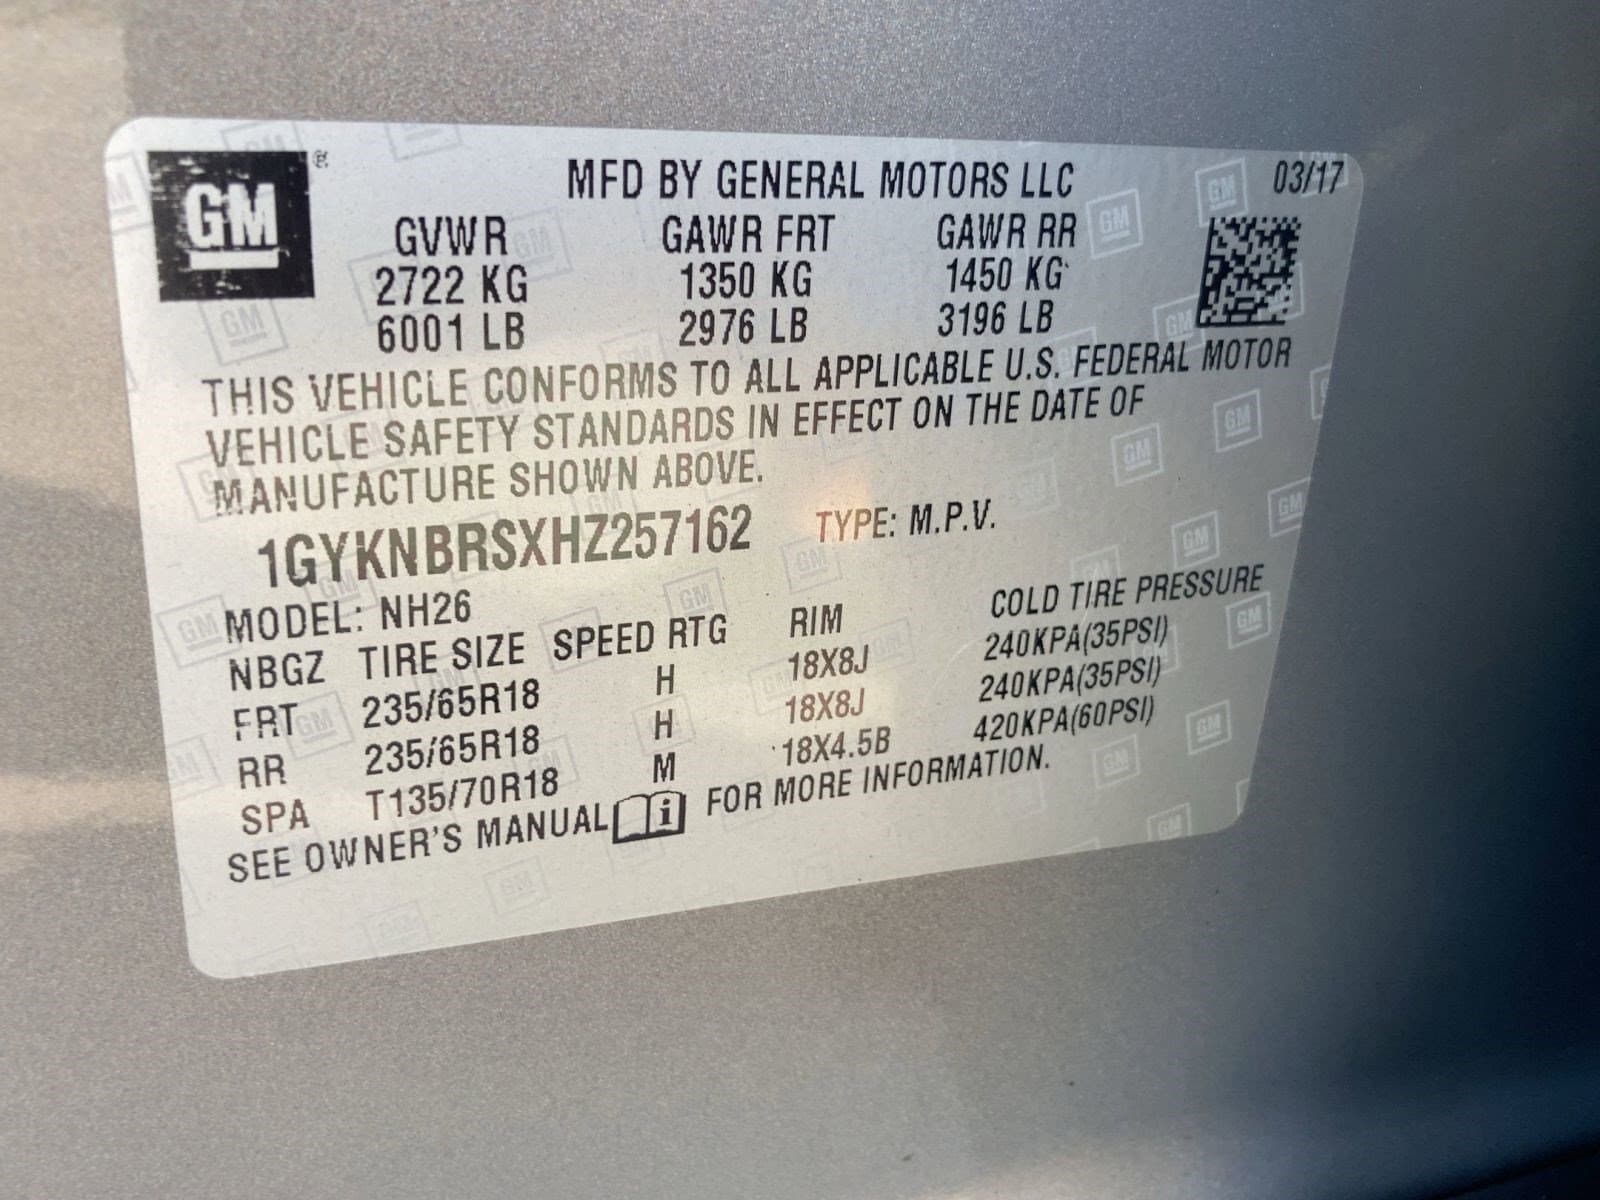 GM ®
MFD BY GENERAL MOTORS LLC 03/17
GVWR GAWR FRT GAWR RR
2722 KG 1350 KG 1450 KG
6001 LB 2976 LB 3196 LB
THIS VEHICLE CONFORMS TO ALL APPLICABLE U.S. FEDERAL MOTOR
VEHICLE SAFETY STANDARDS IN EFFECT ON THE DATE OF
MANUFACTURE SHOWN ABOVE.
1GYKNBRSXHZ257162 TYPE: M.P.V.
MODEL: NH26
NBGZ TIRE SIZE SPEED RTG RIM COLD TIRE PRESSURE
FRT 235/65R18 H 18X8J 240KPA(35PSI)
RR 235/65R18 H 18X8J 240KPA(35PSI)
SPA T135/70R18 M 18X4.5B 420KPA(60PSI)
SEE OWNER'S MANUAL i FOR MORE INFORMATION.